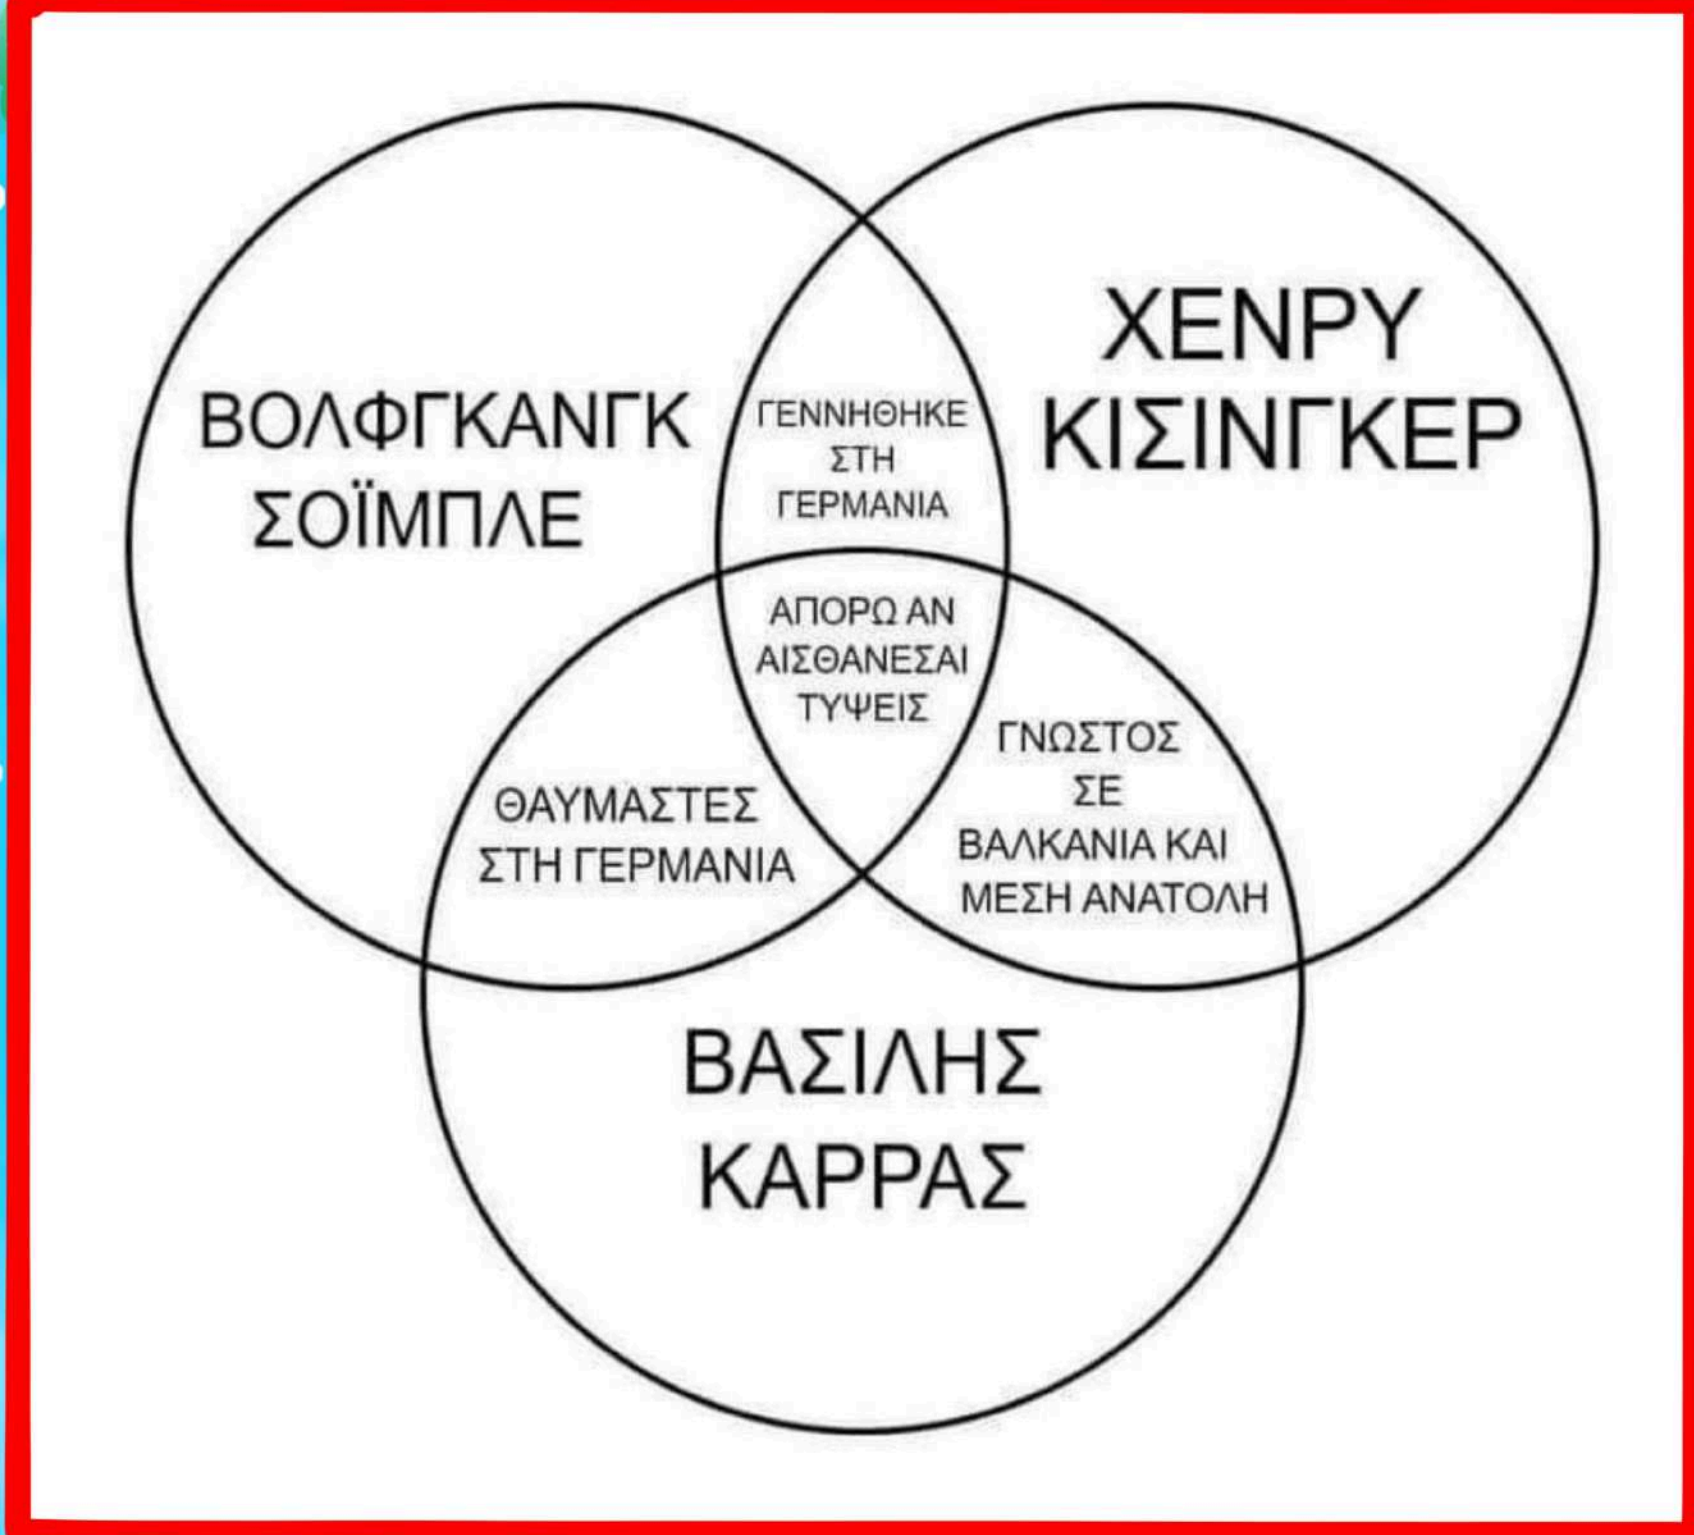 ΒΟΛΦΓΚΑΝΓΚ
ΣΟΪΜΠΛΕ
ΧΕΝΡΥ
ΚΙΣΙΝΓΚΕΡ
ΓΕΝΝΗΘΗΚΕ
ΣΤΗ
ΓΕΡΜΑΝΙΑ
ΑΠΟΡΩ ΑΝ
ΑΙΣΘΑΝΕΣΑΙ
ΤΥΨΕΙΣ
ΘΑΥΜΑΣΤΕΣ
ΣΤΗ ΓΕΡΜΑΝΙΑ
ΓΝΩΣΤΟΣ
ΣΕ
ΒΑΛΚΑΝΙΑ ΚΑΙ
ΜΕΣΗ ΑΝΑΤΟΛΗ
ΒΑΣΙΛΗΣ
ΚΑΡΡΑΣ